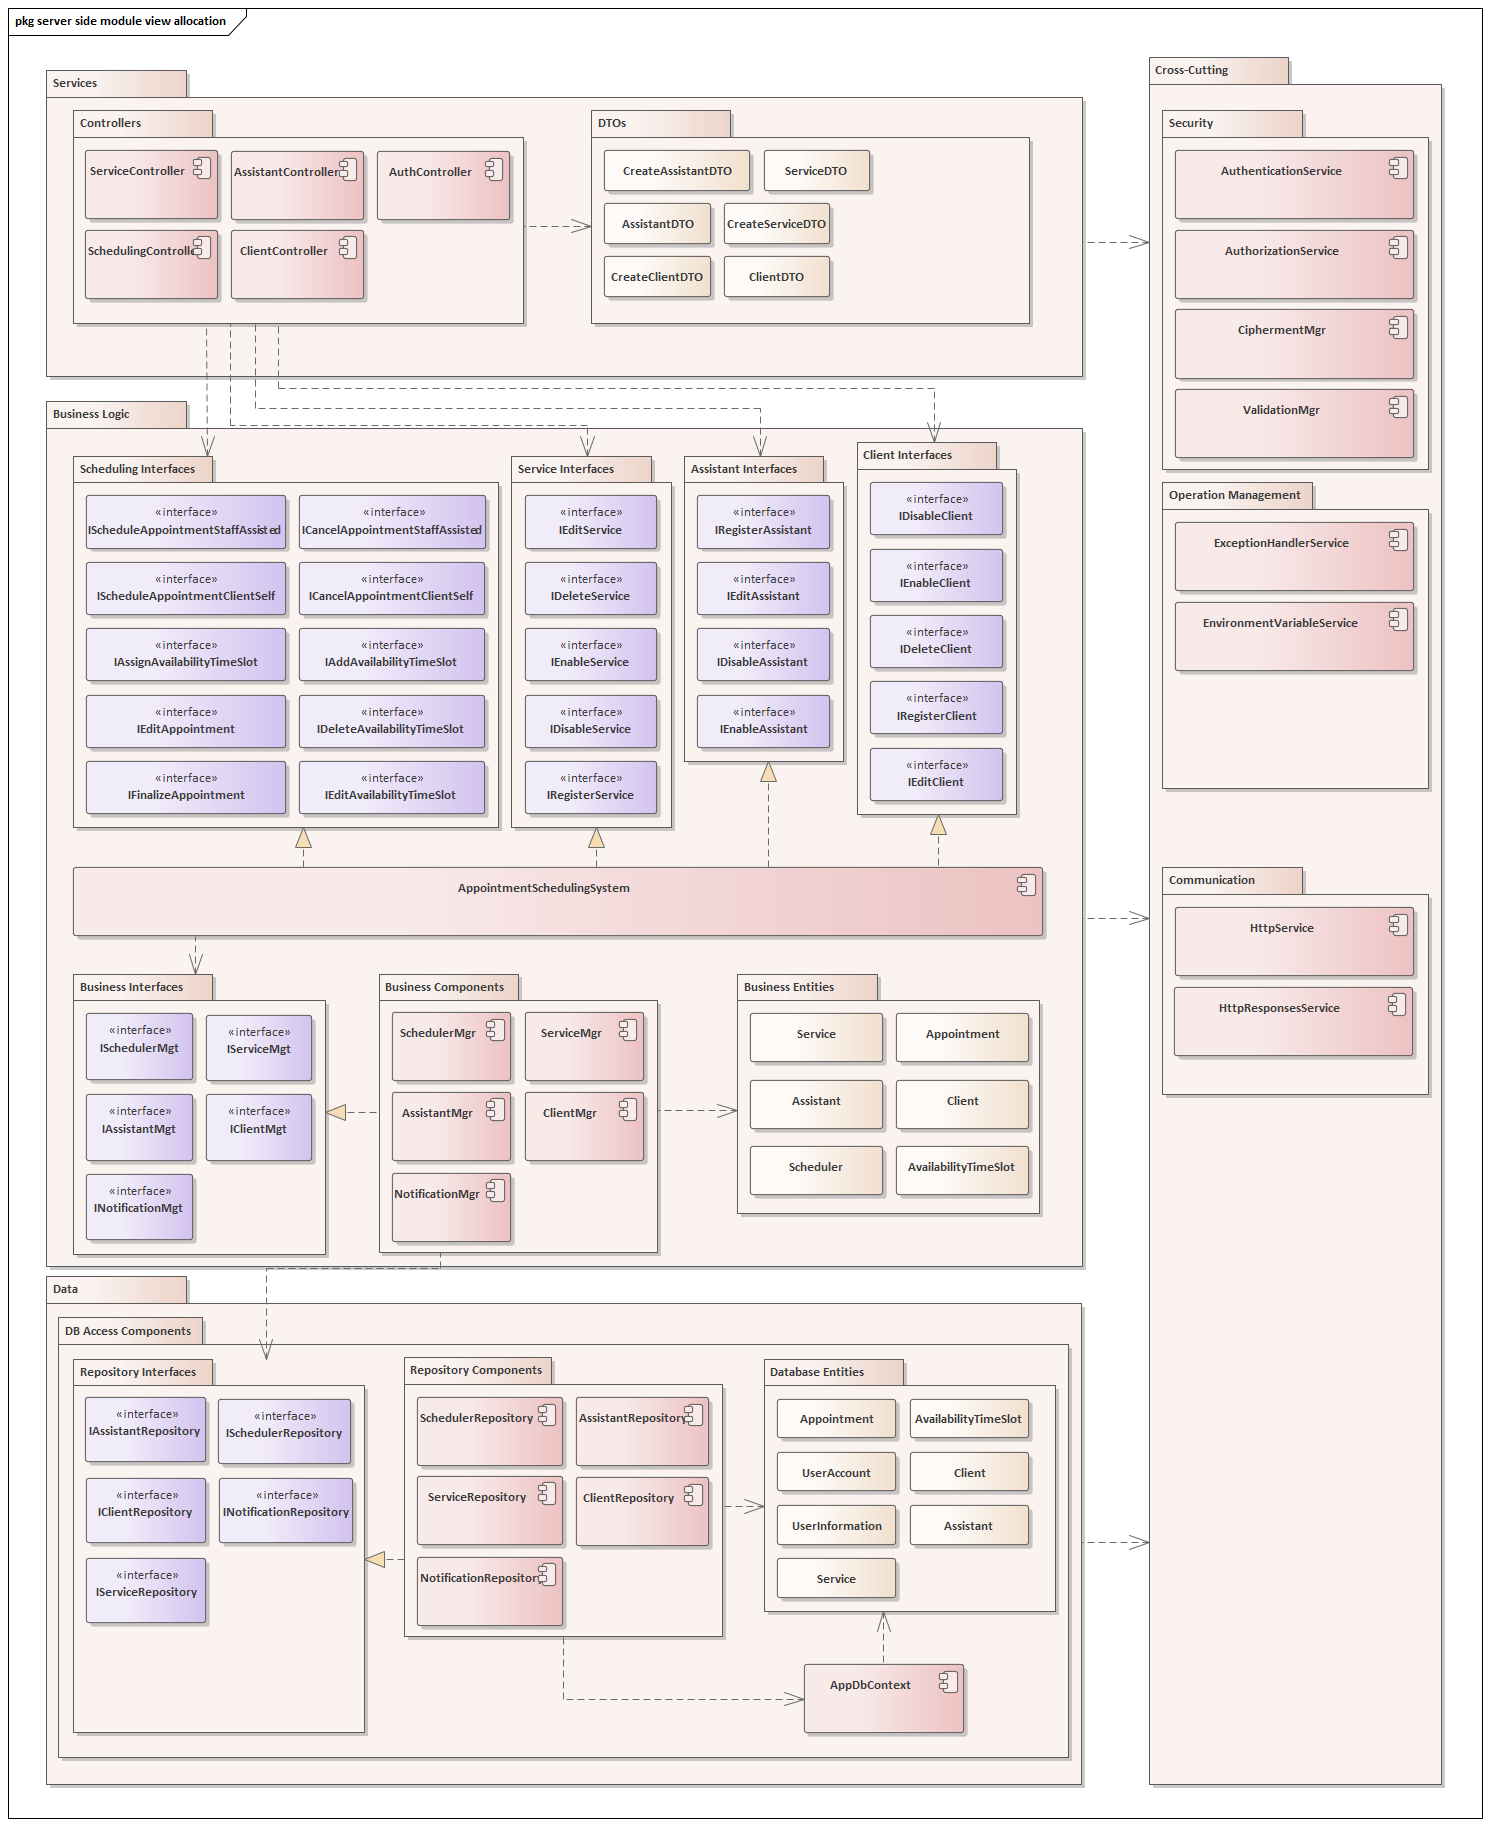 pkg server side module view allocation
Services
Controllers
ServiceController
AssistantController
AuthController
SchedulingControlle
ClientController
DTOs
CreateAssistantDTO
ServiceDTO
AssistantDTO
CreateServiceDTO
CreateClientDTO
ClientDTO
Cross-Cutting
Security
AuthenticationService
AuthorizationService
CiphermentMgr
ValidationMgr
Operation Management
ExceptionHandlerService
EnvironmentVariableService
Communication
HttpService
HttpResponsesService
Business Logic
Scheduling Interfaces
«interface»
IScheduleAppointmentStaffAssisted
«interface»
ICancelAppointmentStaffAssisted
«interface»
IScheduleAppointmentClientSelf
«interface»
ICancelAppointmentClientSelf
«interface»
IAssignAvailabilityTimeSlot
«interface»
IAddAvailabilityTimeSlot
«interface»
IEditAppointment
«interface»
IDeleteAvailabilityTimeSlot
«interface»
IFinalizeAppointment
«interface»
IEditAvailabilityTimeSlot
Service Interfaces
«interface»
IEditService
«interface»
IDeleteService
«interface»
IEnableService
«interface»
IDisableService
«interface»
IRegisterService
Assistant Interfaces
«interface»
IRegisterAssistant
«interface»
IEditAssistant
«interface»
IDisableAssistant
«interface»
IEnableAssistant
Client Interfaces
«interface»
IDisableClient
«interface»
IEnableClient
«interface»
IDeleteClient
«interface»
IRegisterClient
«interface»
IEditClient
AppointmentSchedulingSystem
Business Interfaces
«interface»
ISchedulerMgt
«interface»
IServiceMgt
«interface»
IAssistantMgt
«interface»
IClientMgt
«interface»
INotificationMgt
Business Components
SchedulerMgr
ServiceMgr
AssistantMgr
ClientMgr
NotificationMgr
Business Entities
Service
Appointment
Assistant
Client
Scheduler
AvailabilityTimeSlot
Data
DB Access Components
Repository Interfaces
«interface»
IAssistantRepository
«interface»
ISchedulerRepository
«interface»
IClientRepository
«interface»
INotificationRepository
«interface»
IServiceRepository
Repository Components
SchedulerRepository
AssistantRepository
ServiceRepository
ClientRepository
NotificationRepository
Database Entities
Appointment
AvailabilityTimeSlot
UserAccount
Client
UserInformation
Assistant
Service
AppDbContext